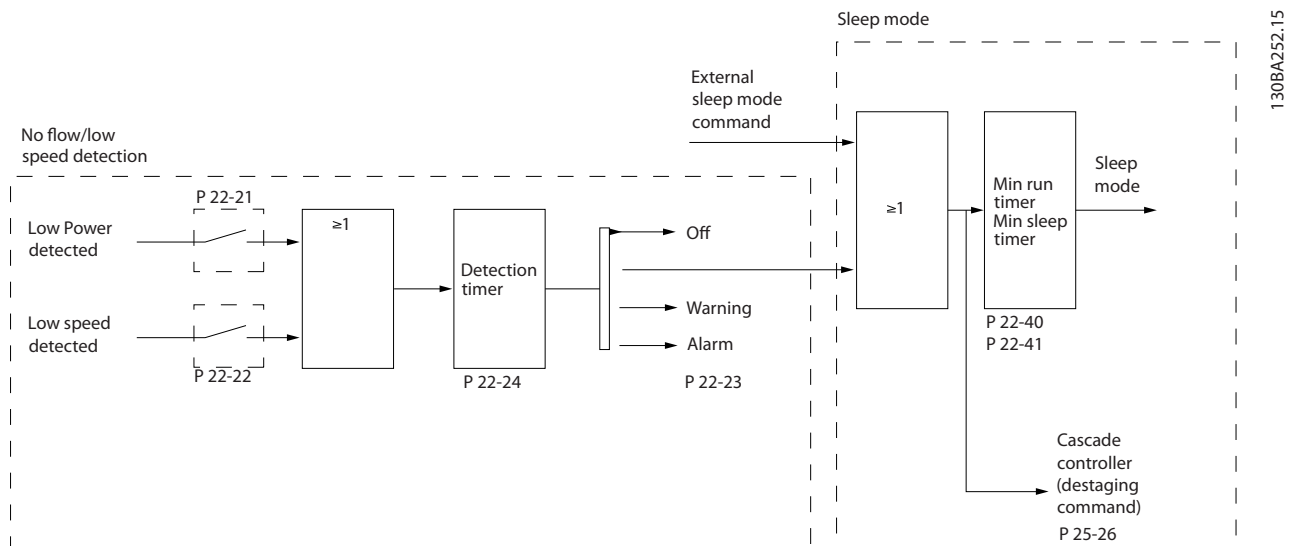 Sleep mode
130BA252.15
External
sleep mode
command
No flow/low
speed detection
P 22-21
Low Power
detected
≥1
Low speed
detected
P 22-22
Detection
timer
P 22-24
Off
Warning
Alarm
P 22-23
≥1
Min run
timer
Min sleep
timer
P 22-40
P 22-41
Sleep
mode
Cascade
controller
(destaging
command)
P 25-26